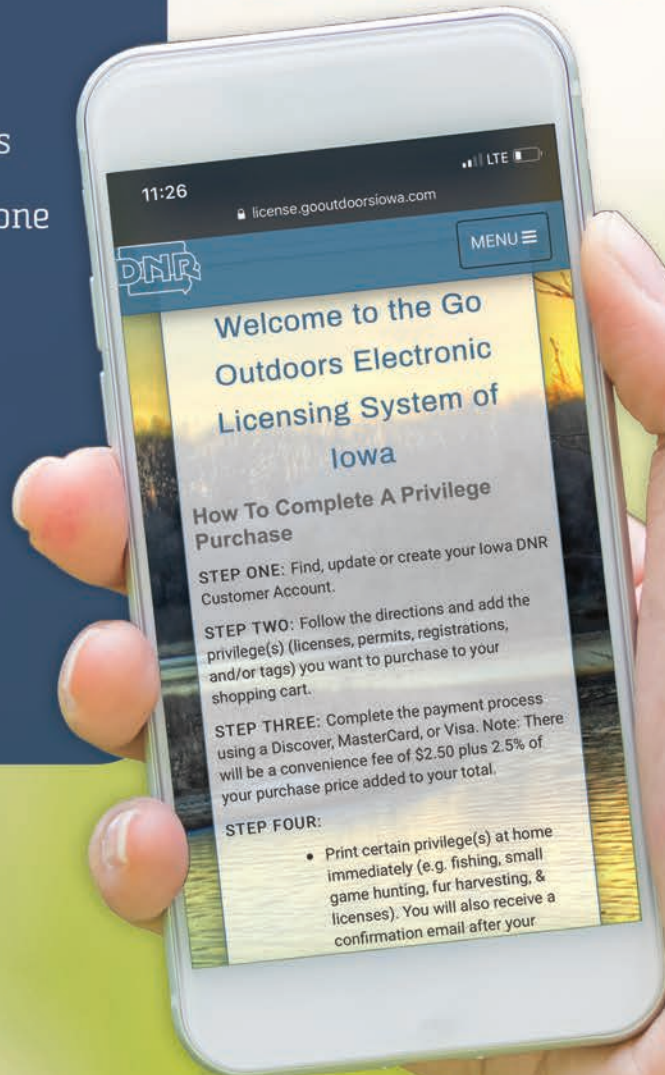 s
one
11:26
LTE
license.gooutdoorsiowa.com
DNR
MENU
Welcome to the Go
Outdoors Electronic
Licensing System of
Iowa
How To Complete A Privilege
Purchase
STEP ONE: Find, update or create your Iowa DNR
Customer Account.
STEP TWO: Follow the directions and add the
privilege(s) (licenses, permits, registrations,
and/or tags) you want to purchase to your
shopping cart.
STEP THREE: Complete the payment process
using a Discover, MasterCard, or Visa. Note: There
will be a convenience fee of $2.50 plus 2.5% of
your purchase price added to your total.
STEP FOUR:
• Print certain privilege(s) at home
immediately (e.g. fishing, small
game hunting, fur harvesting, &
licenses). You will also receive a
confirmation email after your